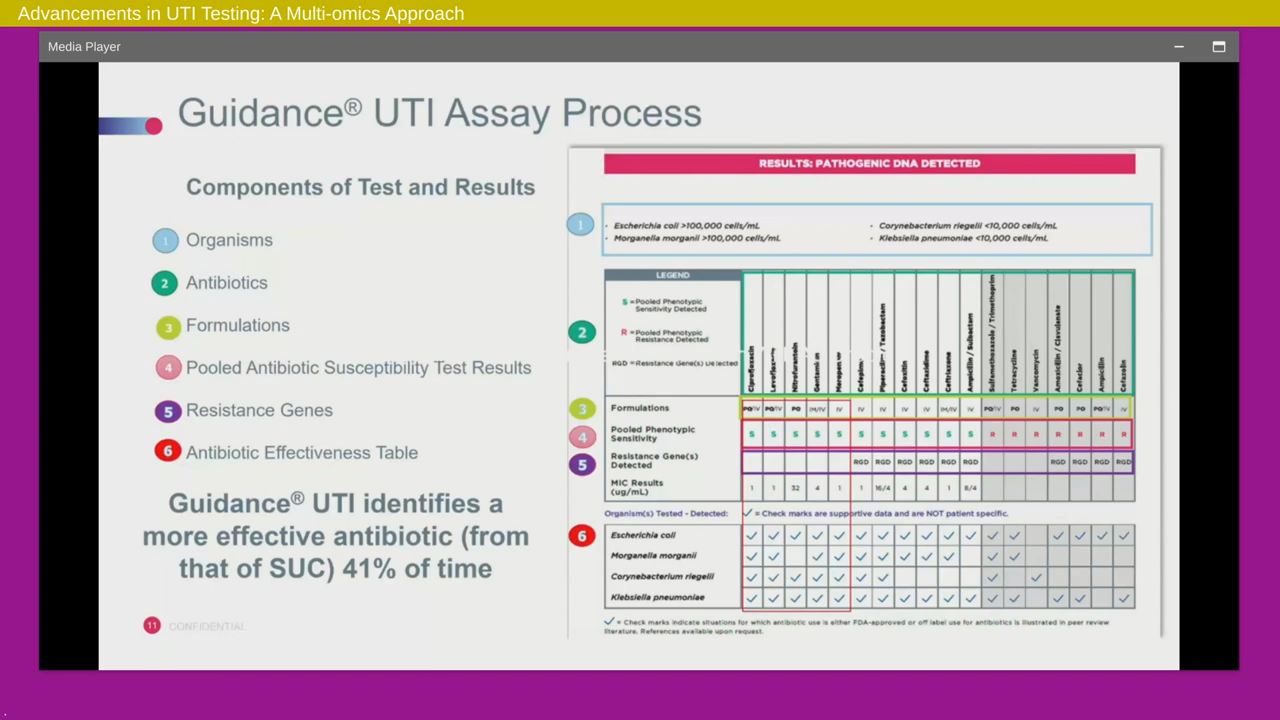 Advancements in UTI Testing: A Multi-omics Approach
Media Player
Guidance® UTI Assay Process
Components of Test and Results
1 Organisms
2 Antibiotics
3 Formulations
4 Pooled Antibiotic Susceptibility Test Results
5 Resistance Genes
6 Antibiotic Effectiveness Table
Guidance® UTI identifies a
more effective antibiotic (from
that of SUC) 41% of time
11 CONFIDENTIAL
RESULTS: PATHOGENIC DNA DETECTED
1
· Escherichia coli >100,000 cells/mL
· Morganella morganii >100,000 cells/mL
· Corynebacterium riegelii <10,000 cells/mL
· Klebsiella pneumoniae <10,000 cells/mL
2
LEGEND
S =Pooled Phenotypic
Sensitivity Detected
R =Pooled Phenotypic
Resistance Detected
RGD =Resistance Gene(s) Detected
Ciprofloxacin
Nitrofurantoin
Piperacillin / Tazobactam
Cefoxitin
Ceftazidime
Ceftriaxone
Ampicillin / Sulbactam
Sulfamethoxazole / Trimethoprim
Tetracycline
Vancomycin
Amoxicillin / Clavulanate
Cefaclor
Ampicillin
Cefazolin
3 Formulations PO/IV PO/IV PO IM/IV IV IV IV IV IV IM/IV IV PO/IV PO IV PO PO PO/IV IV
4 Pooled Phenotypic
Sensitivity S S S S S S S S S S S R R R R R R R
5 Resistance Gene(s)
Detected RGD RGD RGD RGD RGD RGD RGD RGD RGD RGD
MIC Results
(ug/mL) 1 1 32 4 1 1 16/4 4 4 1 8/4
Organism(s) Tested - Detected: ✓ = Check marks are supportive data and are NOT patient specific.
6 Escherichia coli ✓ ✓ ✓ ✓ ✓ ✓ ✓ ✓ ✓ ✓ ✓ ✓ ✓ ✓ ✓ ✓ ✓
Morganella morganii ✓ ✓ ✓ ✓ ✓ ✓ ✓ ✓ ✓ ✓ ✓
Corynebacterium riegelii ✓ ✓ ✓ ✓ ✓ ✓ ✓ ✓ ✓
Klebsiella pneumoniae ✓ ✓ ✓ ✓ ✓ ✓ ✓ ✓ ✓ ✓ ✓ ✓ ✓ ✓ ✓ ✓
✓ = Check marks indicate situations for which antibiotic use is either FDA-approved or off label use for antibiotics is illustrated in peer review
literature. References available upon request.